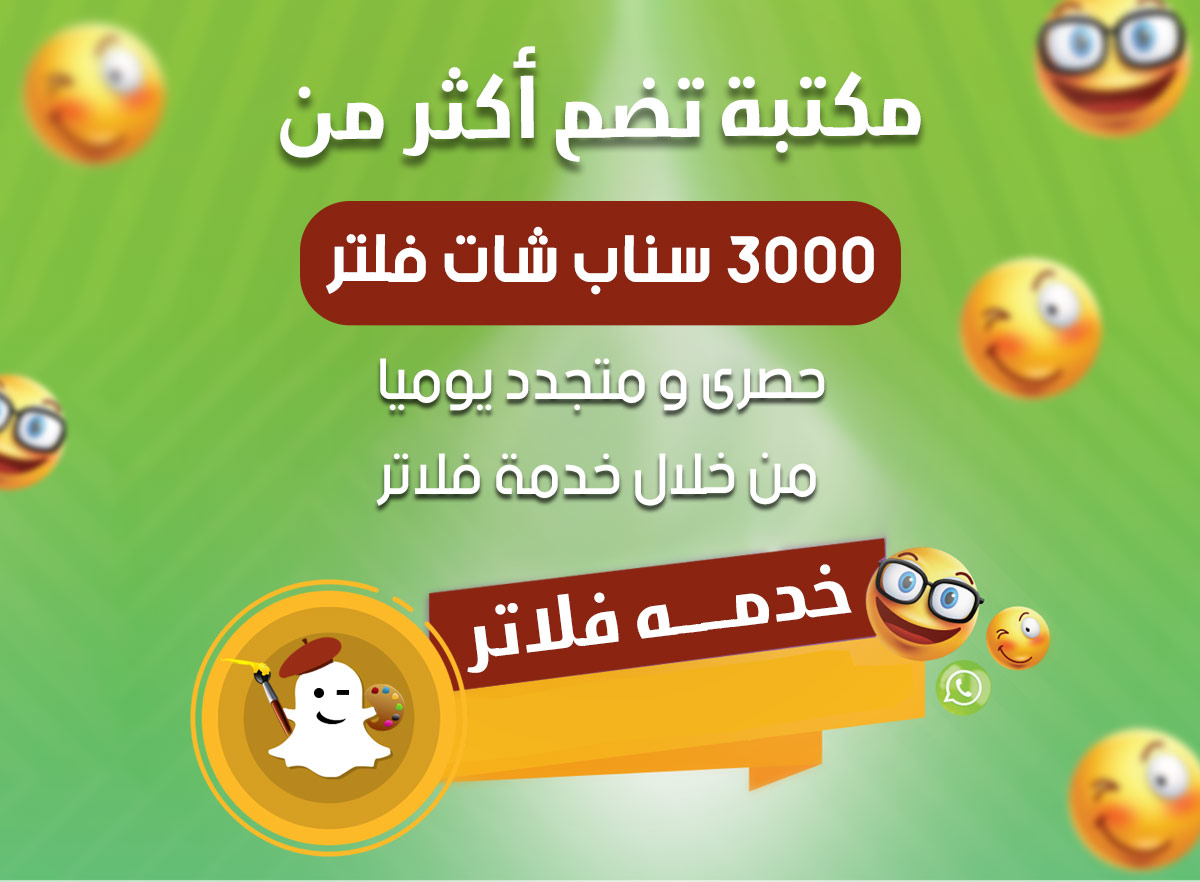 مكتبة تضم أكثر من
3000 سناب شات فلتر
حصرى و متجدد يوميا
من خلال خدمة فلاتر
خدمـــه فلاتر